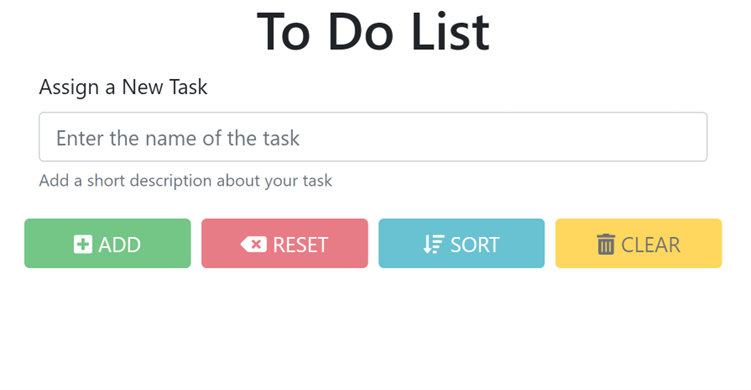 To Do List
Assign a New Task
Enter the name of the task
Add a short description about your task
ADD RESET SORT CLEAR